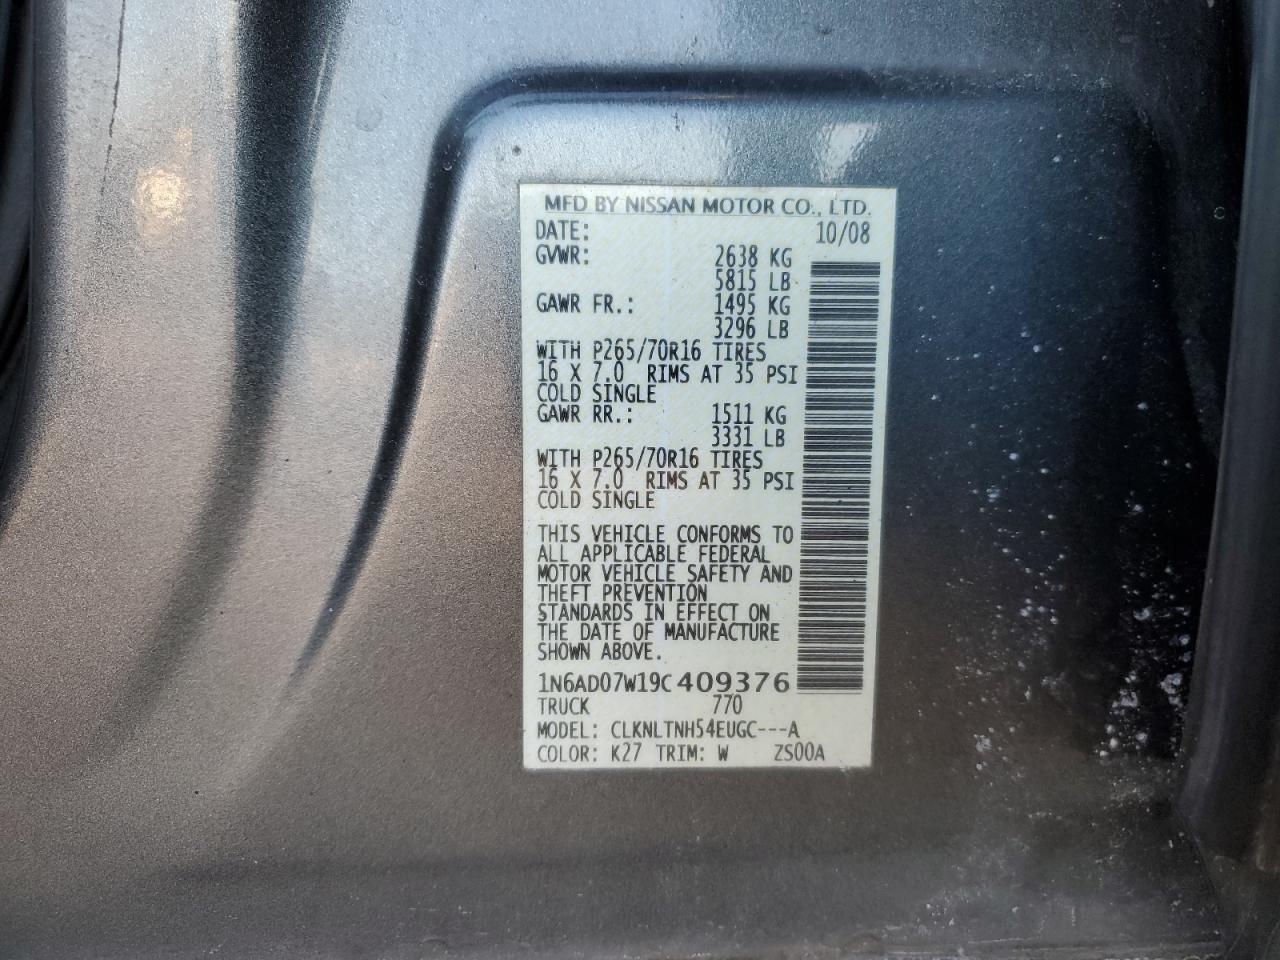 MFD BY NISSAN MOTOR CO., LTD.
DATE: 10/08
GVWR: 2638 KG
5815 LB
GAWR FR.: 1495 KG
3296 LB
WITH P265/70R16 TIRES
16 X 7.0 RIMS AT 35 PSI
COLD SINGLE
GAWR RR.: 1511 KG
3331 LB
WITH P265/70R16 TIRES
16 X 7.0 RIMS AT 35 PSI
COLD SINGLE
THIS VEHICLE CONFORMS TO
ALL APPLICABLE FEDERAL
MOTOR VEHICLE SAFETY AND
THEFT PREVENTION
STANDARDS IN EFFECT ON
THE DATE OF MANUFACTURE
SHOWN ABOVE.
1N6AD07W19C409376
TRUCK 770
MODEL: CLKNLTNH54EUGC---A
COLOR: K27 TRIM: W ZS00A